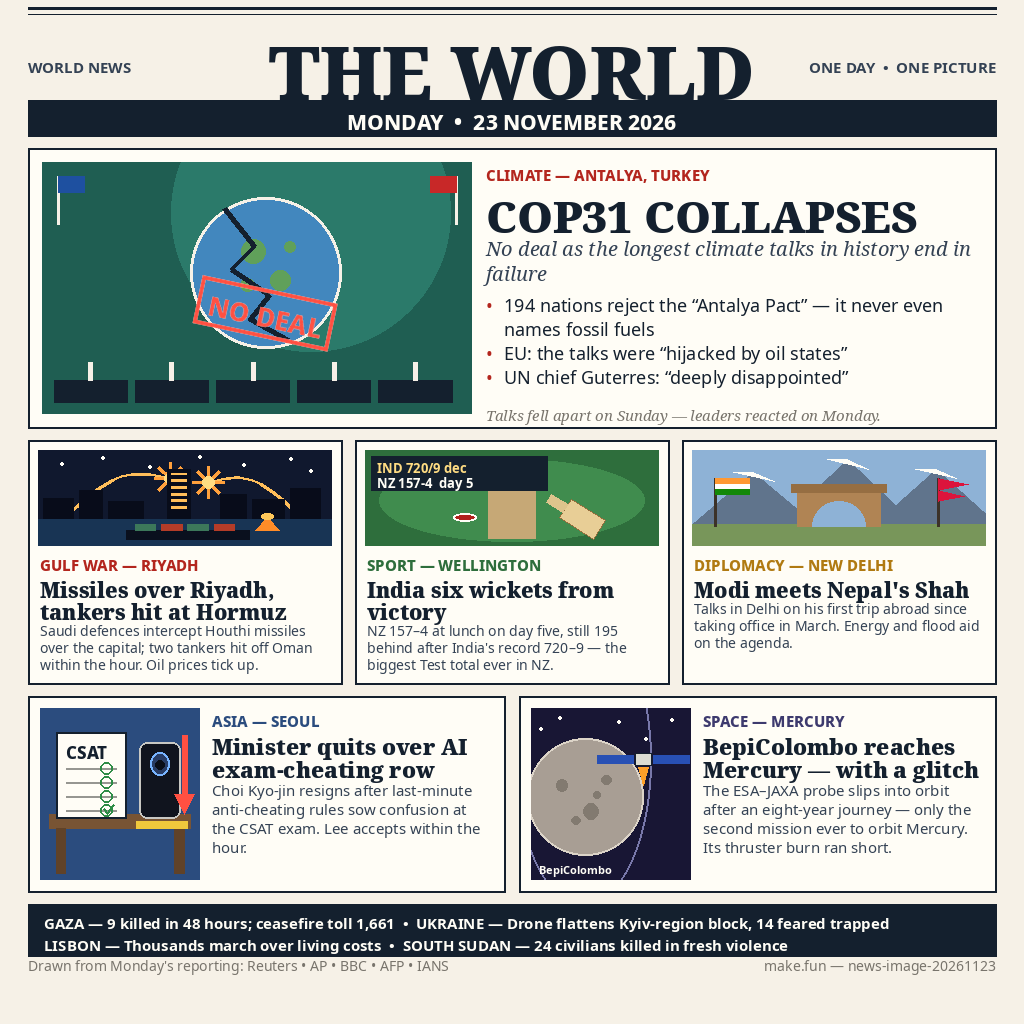 WORLD NEWS
THE WORLD
ONE DAY • ONE PICTURE
MONDAY • 23 NOVEMBER 2026
NO DEAL
CLIMATE — ANTALYA, TURKEY
COP31 COLLAPSES
No deal as the longest climate talks in history end in
failure
• 194 nations reject the “Antalya Pact” — it never even
names fossil fuels
• EU: the talks were “hijacked by oil states”
• UN chief Guterres: “deeply disappointed”
Talks fell apart on Sunday — leaders reacted on Monday.
GULF WAR — RIYADH
Missiles over Riyadh,
tankers hit at Hormuz
Saudi defences intercept Houthi missiles
over the capital; two tankers hit off Oman
within the hour. Oil prices tick up.
IND 720/9 dec
NZ 157-4 day 5
SPORT — WELLINGTON
India six wickets from
victory
NZ 157–4 at lunch on day five, still 195
behind after India's record 720–9 — the
biggest Test total ever in NZ.
DIPLOMACY — NEW DELHI
Modi meets Nepal's Shah
Talks in Delhi on his first trip abroad since
taking office in March. Energy and flood aid
on the agenda.
CSAT
ASIA — SEOUL
Minister quits over AI
exam-cheating row
Choi Kyo-jin resigns after last-minute
anti-cheating rules sow confusion at
the CSAT exam. Lee accepts within the
hour.
BepiColombo
SPACE — MERCURY
BepiColombo reaches
Mercury — with a glitch
The ESA–JAXA probe slips into orbit
after an eight-year journey — only the
second mission ever to orbit Mercury.
Its thruster burn ran short.
GAZA — 9 killed in 48 hours; ceasefire toll 1,661 • UKRAINE — Drone flattens Kyiv-region block, 14 feared trapped
LISBON — Thousands march over living costs • SOUTH SUDAN — 24 civilians killed in fresh violence
Drawn from Monday's reporting: Reuters • AP • BBC • AFP • IANS
make.fun — news-image-20261123